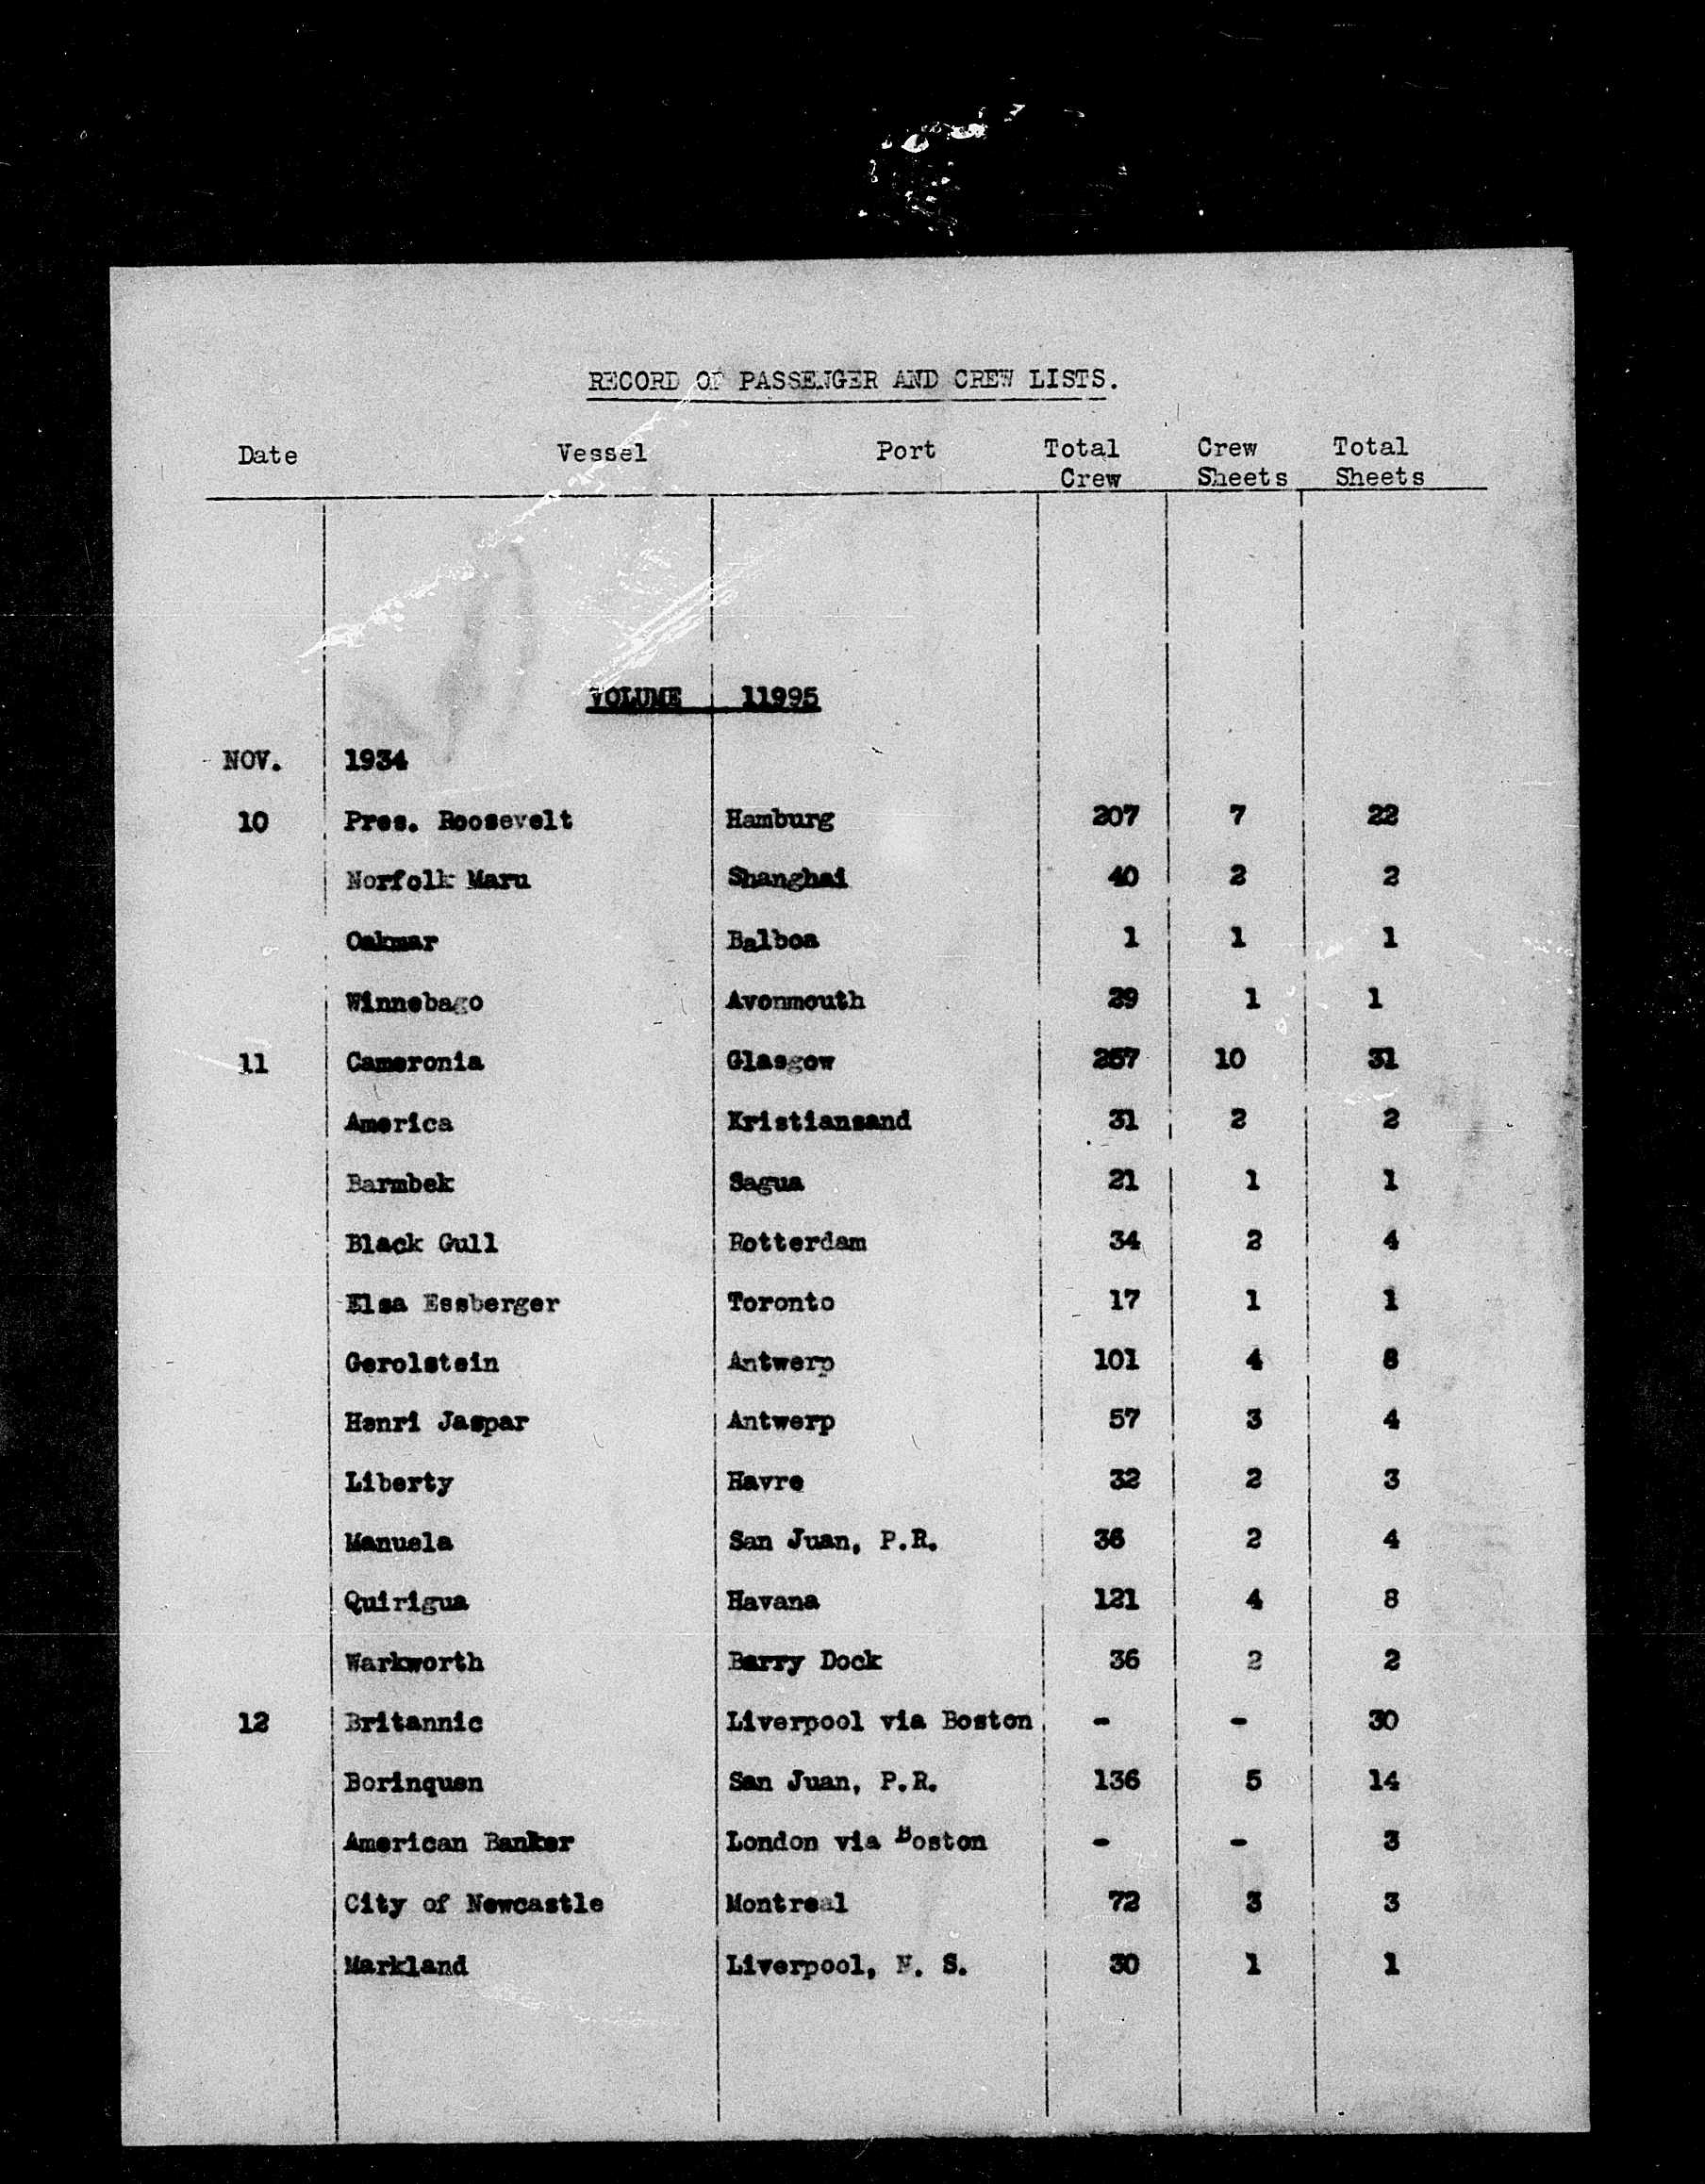 RECORD OF PASSENGER AND CREW LISTS.
Date Vessel Port Total Crew Crew Sheets Total Sheets
VOLUME 11995
NOV. 1934
10 Pres. Roosevelt Hamburg 207 7 22
Norfolk Maru Shanghai 40 2 2
Oakmar Balboa 1 1 1
Winnebago Avonmouth 29 1 1
11 Cameronia Glasgow 10 31
America Kristiansand 31 2 2
Barmbek Sagua 21 1 1
Black Gull Rotterdam 34 2 4
Elsa Essberger Toronto 17 1 1
Gerolstein Antwerp 101 4 8
Henri Jaspar Antwerp 57 3 4
Liberty Havre 32 2 3
Manuela San Juan, P.R. 36 2 4
Quirigua Havana 121 4 8
Warkworth Barry Dock 36 2 2
12 Britannic Liverpool via Boston - - 30
Borinquen San Juan, P.R. 136 5 14
American Banker London via Boston - - 3
City of Newcastle Montreal 72 3 3
Markland Liverpool, N. S. 30 1 1